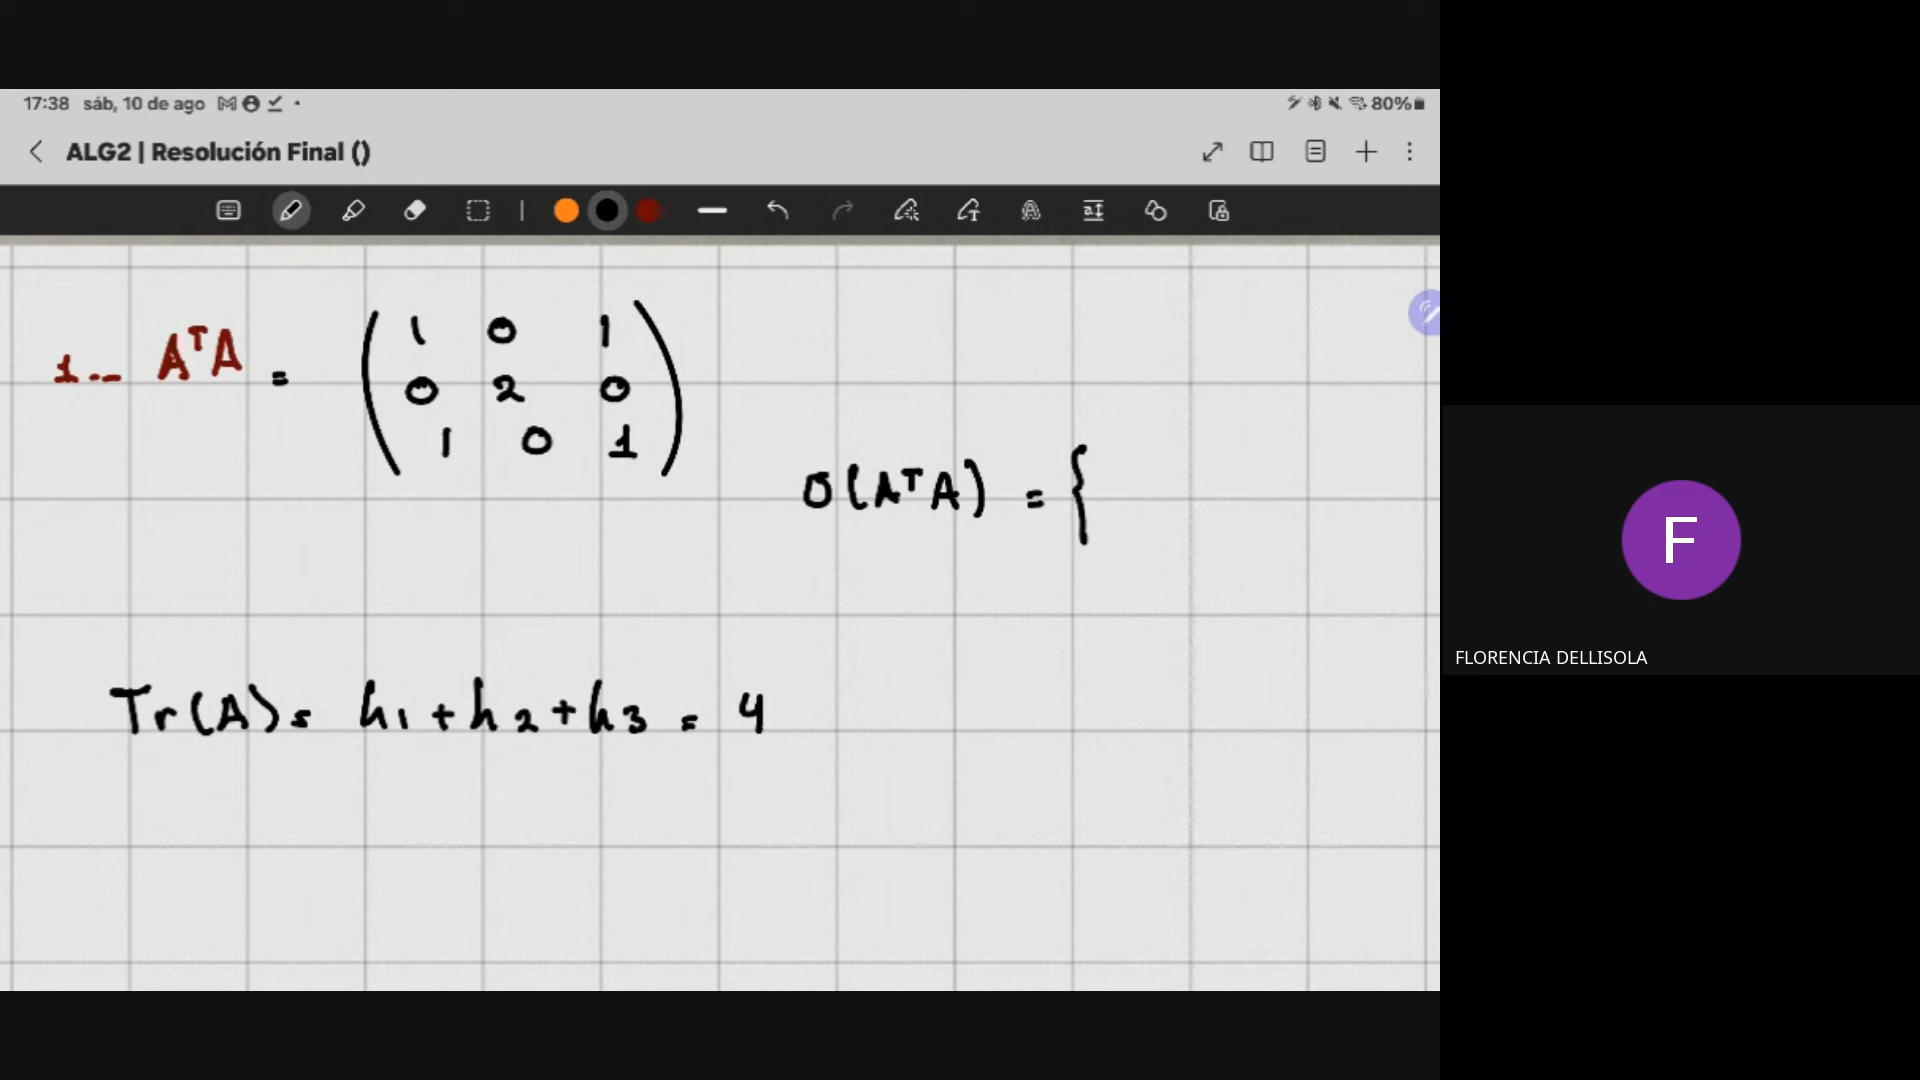 17:38 sáb, 10 de ago
80%
ALG2 | Resolución Final ()
1.- AᵀA = ( 1 0 1
0 2 0
1 0 1 )
σ(AᵀA) = {
Tr(A) = λ1 + λ2 + λ3 = 4
F
FLORENCIA DELLISOLA